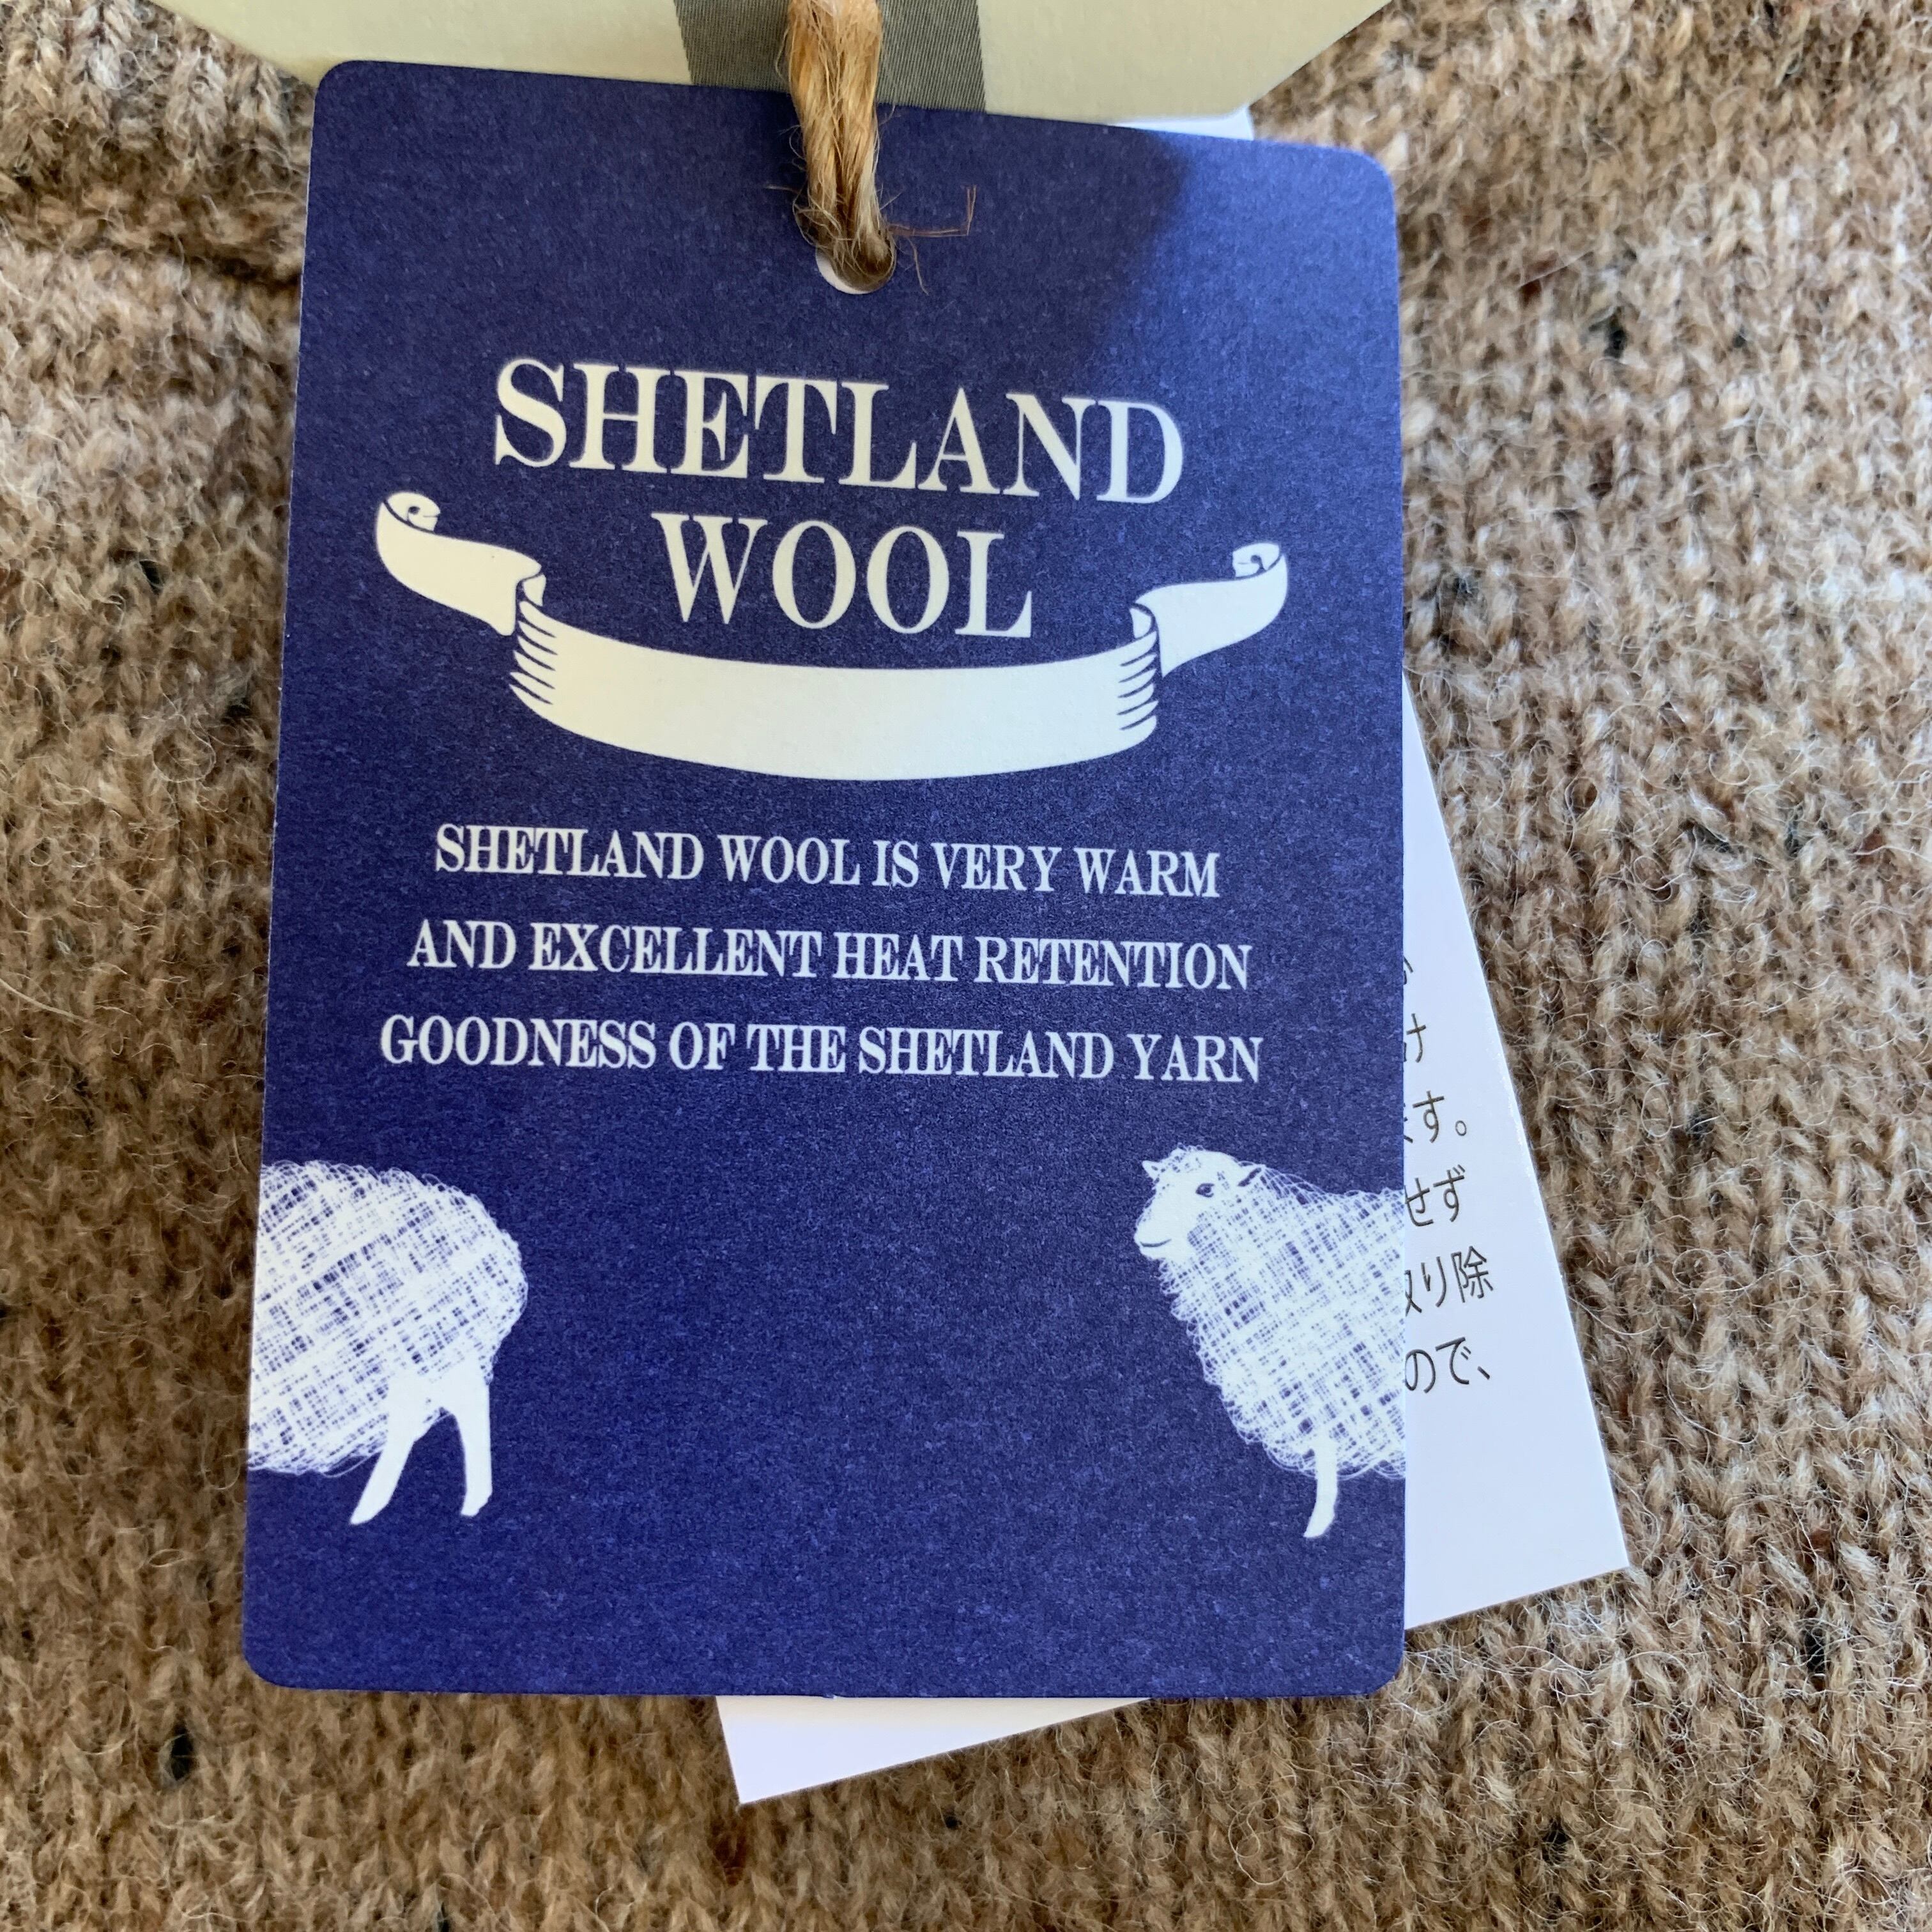 SHETLAND
WOOL
SHETLAND WOOL IS VERY WARM
AND EXCELLENT HEAT RETENTION
GOODNESS OF THE SHETLAND YARN
け
す。
せず
り除
ので、